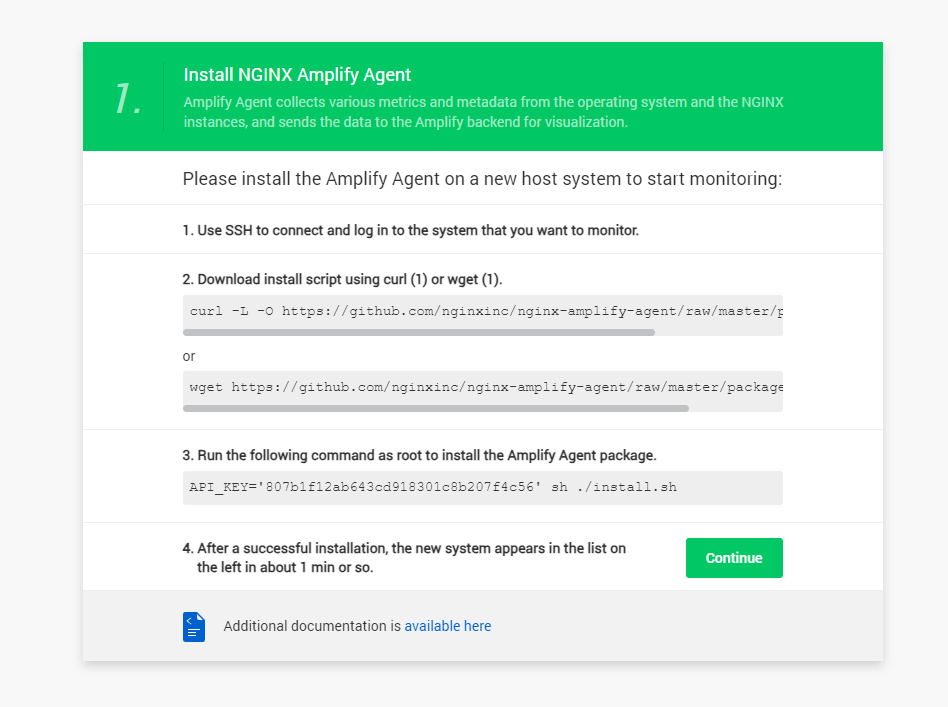 1.
Install NGINX Amplify Agent
Amplify Agent collects various metrics and metadata from the operating system and the NGINX
instances, and sends the data to the Amplify backend for visualization.
Please install the Amplify Agent on a new host system to start monitoring:
1. Use SSH to connect and log in to the system that you want to monitor.
2. Download install script using curl (1) or wget (1).
curl -L -O https://github.com/nginxinc/nginx-amplify-agent/raw/master/p
or
wget https://github.com/nginxinc/nginx-amplify-agent/raw/master/package
3. Run the following command as root to install the Amplify Agent package.
API_KEY='807b1f12ab643cd918301c8b207f4c56' sh ./install.sh
4. After a successful installation, the new system appears in the list on
the left in about 1 min or so.
Continue
Additional documentation is available here